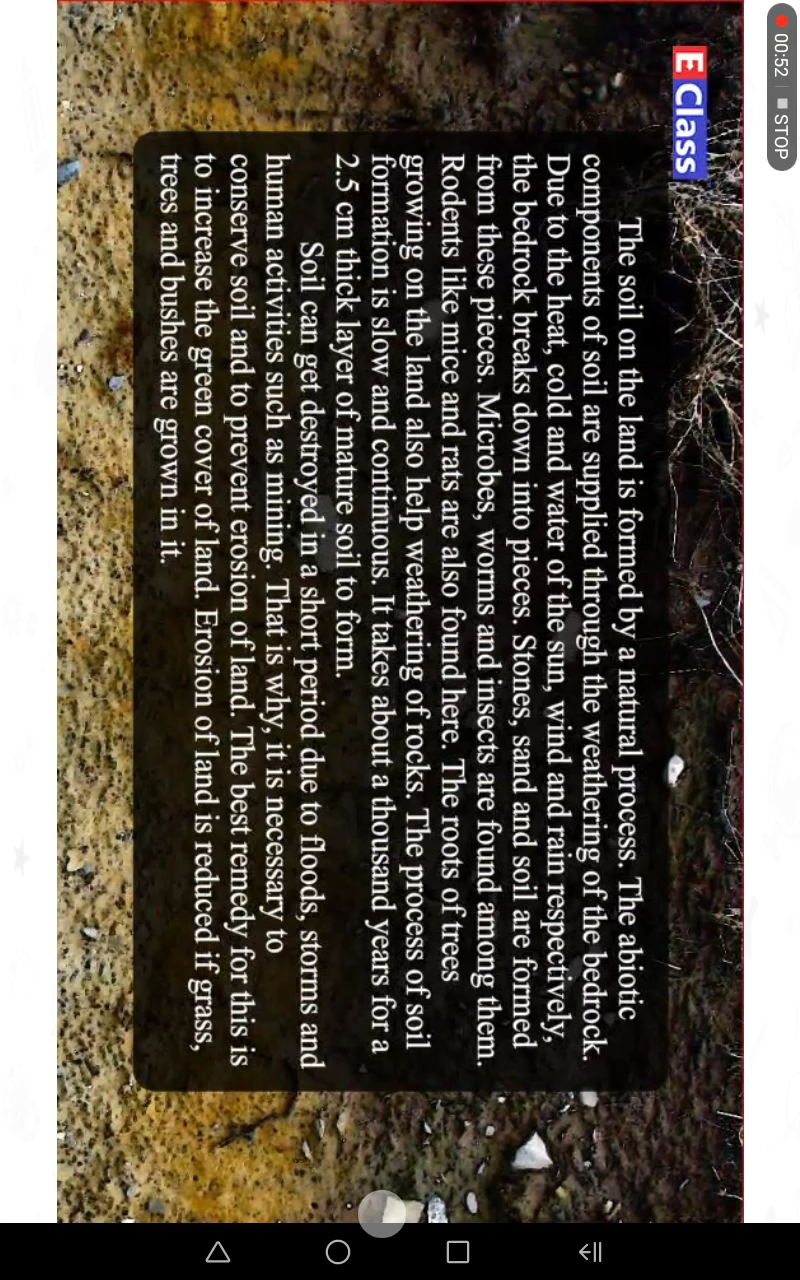 00:52
STOP
E Class
The soil on the land is formed by a natural process. The abiotic
components of soil are supplied through the weathering of the bedrock.
Due to the heat, cold and water of the sun, wind and rain respectively,
the bedrock breaks down into pieces. Stones, sand and soil are formed
from these pieces. Microbes, worms and insects are found among them.
Rodents like mice and rats are also found here. The roots of trees
growing on the land also help weathering of rocks. The process of soil
formation is slow and continuous. It takes about a thousand years for a
2.5 cm thick layer of mature soil to form.
Soil can get destroyed in a short period due to floods, storms and
human activities such as mining. That is why, it is necessary to
conserve soil and to prevent erosion of land. The best remedy for this is
to increase the green cover of land. Erosion of land is reduced if grass,
trees and bushes are grown in it.